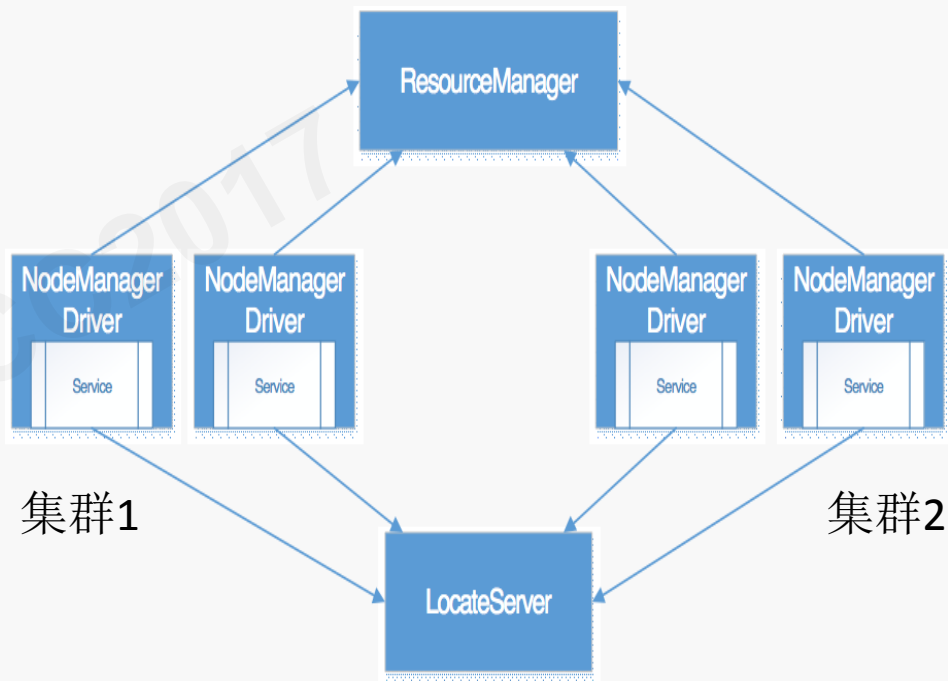 ResourceManager
NodeManager
Driver
Service
NodeManager
Driver
Service
NodeManager
Driver
Service
NodeManager
Driver
Service
集群1
集群2
LocateServer
2017